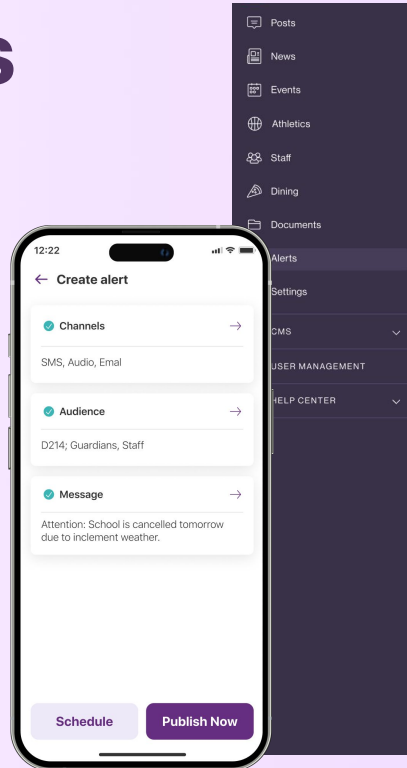 s
Posts
News
Events
Athletics
Staff
Dining
Documents
Alerts
Settings
CMS
USER MANAGEMENT
HELP CENTER
12:22
Create alert
Channels
SMS, Audio, Emal
Audience
D214; Guardians, Staff
Message
Attention: School is cancelled tomorrow
due to inclement weather.
Schedule
Publish Now